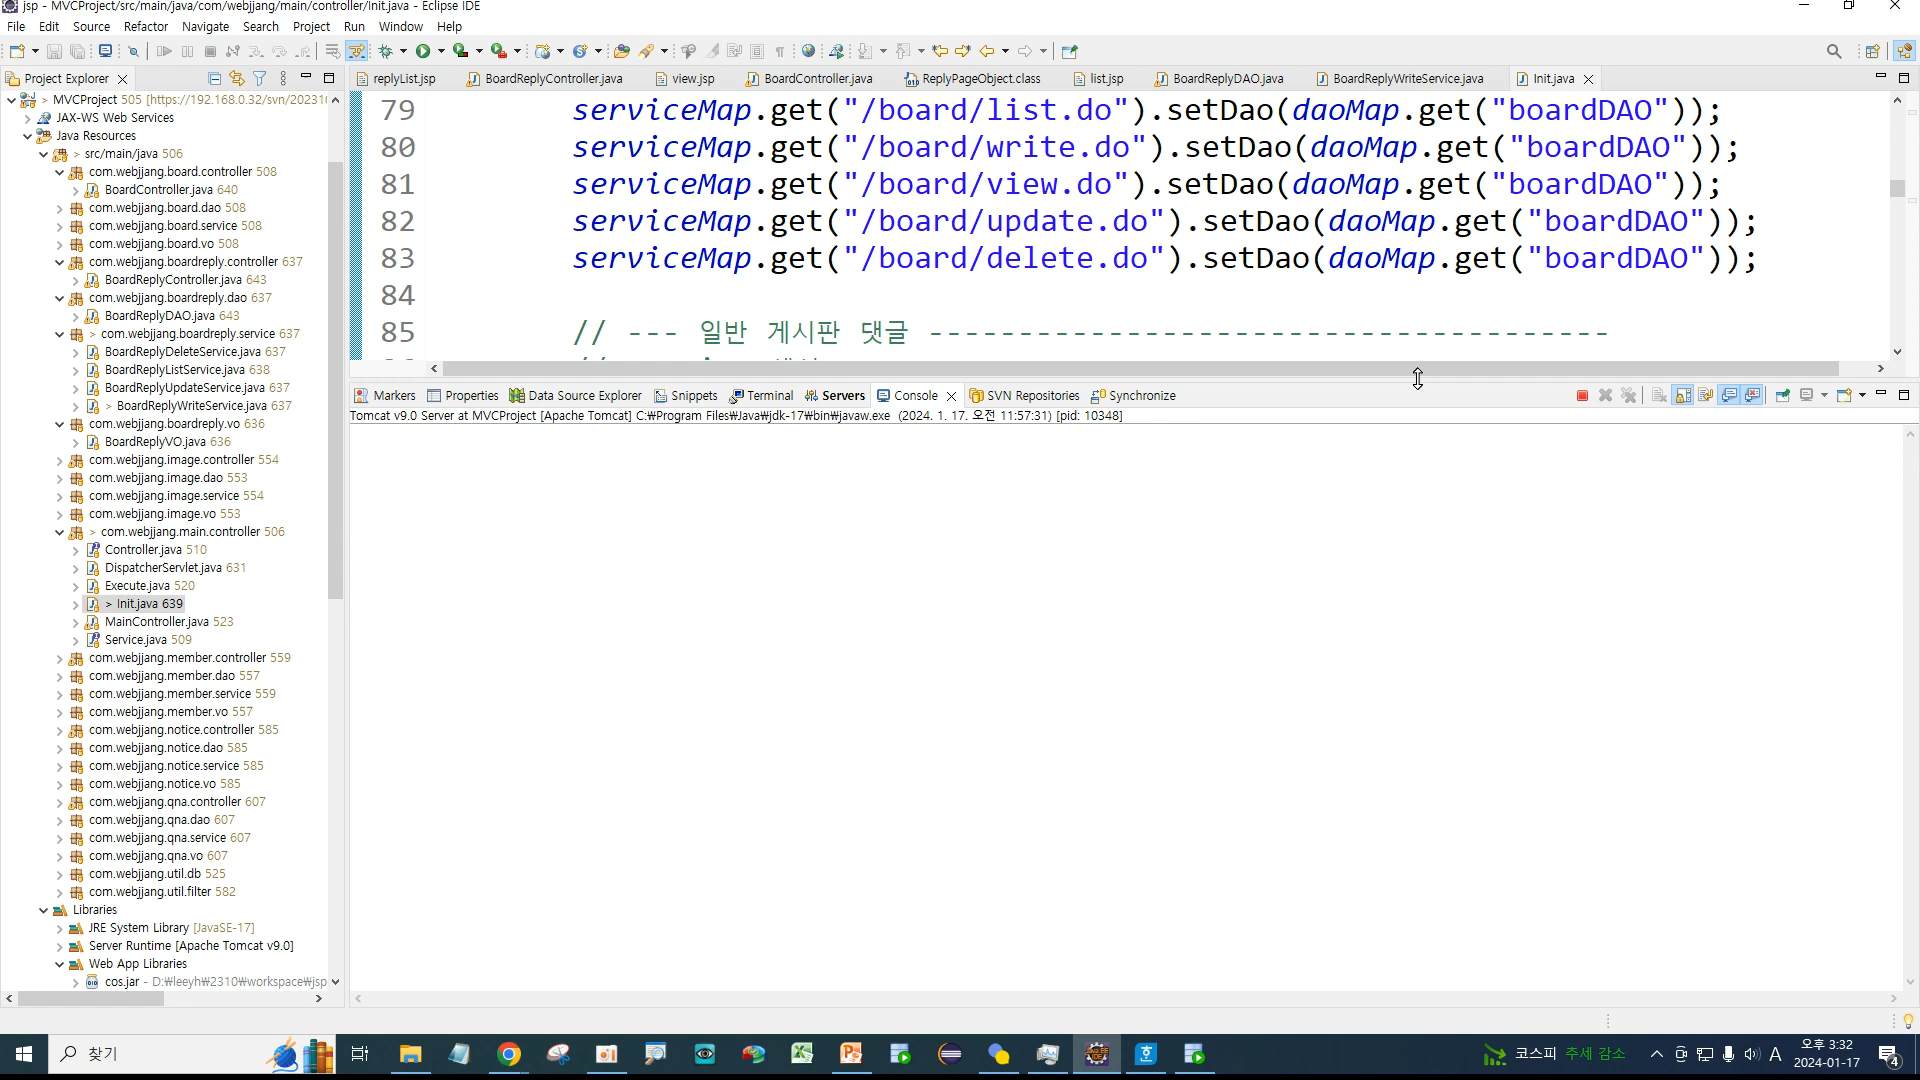 jsp - MVCProject/src/main/java/com/webjjang/main/controller/Init.java - Eclipse IDE
File Edit Source Refactor Navigate Search Project Run Window Help
Project Explorer
> MVCProject 505 [https://192.168.0.32/svn/20231
JAX-WS Web Services
Java Resources
> src/main/java 506
com.webjjang.board.controller 508
BoardController.java 640
com.webjjang.board.dao 508
com.webjjang.board.service 508
com.webjjang.board.vo 508
com.webjjang.boardreply.controller 637
BoardReplyController.java 643
com.webjjang.boardreply.dao 637
BoardReplyDAO.java 643
> com.webjjang.boardreply.service 637
BoardReplyDeleteService.java 637
BoardReplyListService.java 638
BoardReplyUpdateService.java 637
> BoardReplyWriteService.java 637
com.webjjang.boardreply.vo 636
BoardReplyVO.java 636
com.webjjang.image.controller 554
com.webjjang.image.dao 553
com.webjjang.image.service 554
com.webjjang.image.vo 553
> com.webjjang.main.controller 506
Controller.java 510
DispatcherServlet.java 631
Execute.java 520
> Init.java 639
MainController.java 523
Service.java 509
com.webjjang.member.controller 559
com.webjjang.member.dao 557
com.webjjang.member.service 559
com.webjjang.member.vo 557
com.webjjang.notice.controller 585
com.webjjang.notice.dao 585
com.webjjang.notice.service 585
com.webjjang.notice.vo 585
com.webjjang.qna.controller 607
com.webjjang.qna.dao 607
com.webjjang.qna.service 607
com.webjjang.qna.vo 607
com.webjjang.util.db 525
com.webjjang.util.filter 582
Libraries
JRE System Library [JavaSE-17]
Server Runtime [Apache Tomcat v9.0]
Web App Libraries
cos.jar - D:₩leeyh₩2310₩workspace₩jsp
replyList.jsp BoardReplyController.java view.jsp BoardController.java ReplyPageObject.class list.jsp BoardReplyDAO.java BoardReplyWriteService.java Init.java
79 serviceMap.get("/board/list.do").setDao(daoMap.get("boardDAO"));
80 serviceMap.get("/board/write.do").setDao(daoMap.get("boardDAO"));
81 serviceMap.get("/board/view.do").setDao(daoMap.get("boardDAO"));
82 serviceMap.get("/board/update.do").setDao(daoMap.get("boardDAO"));
83 serviceMap.get("/board/delete.do").setDao(daoMap.get("boardDAO"));
84
85 // --- 일반 게시판 댓글 --------------------------------------
Markers Properties Data Source Explorer Snippets Terminal Servers Console SVN Repositories Synchronize
Tomcat v9.0 Server at MVCProject [Apache Tomcat] C:₩Program Files₩Java₩jdk-17₩bin₩javaw.exe (2024. 1. 17. 오전 11:57:31) [pid: 10348]
찾기
코스피 추세 감소
A
오후 3:32
2024-01-17
4